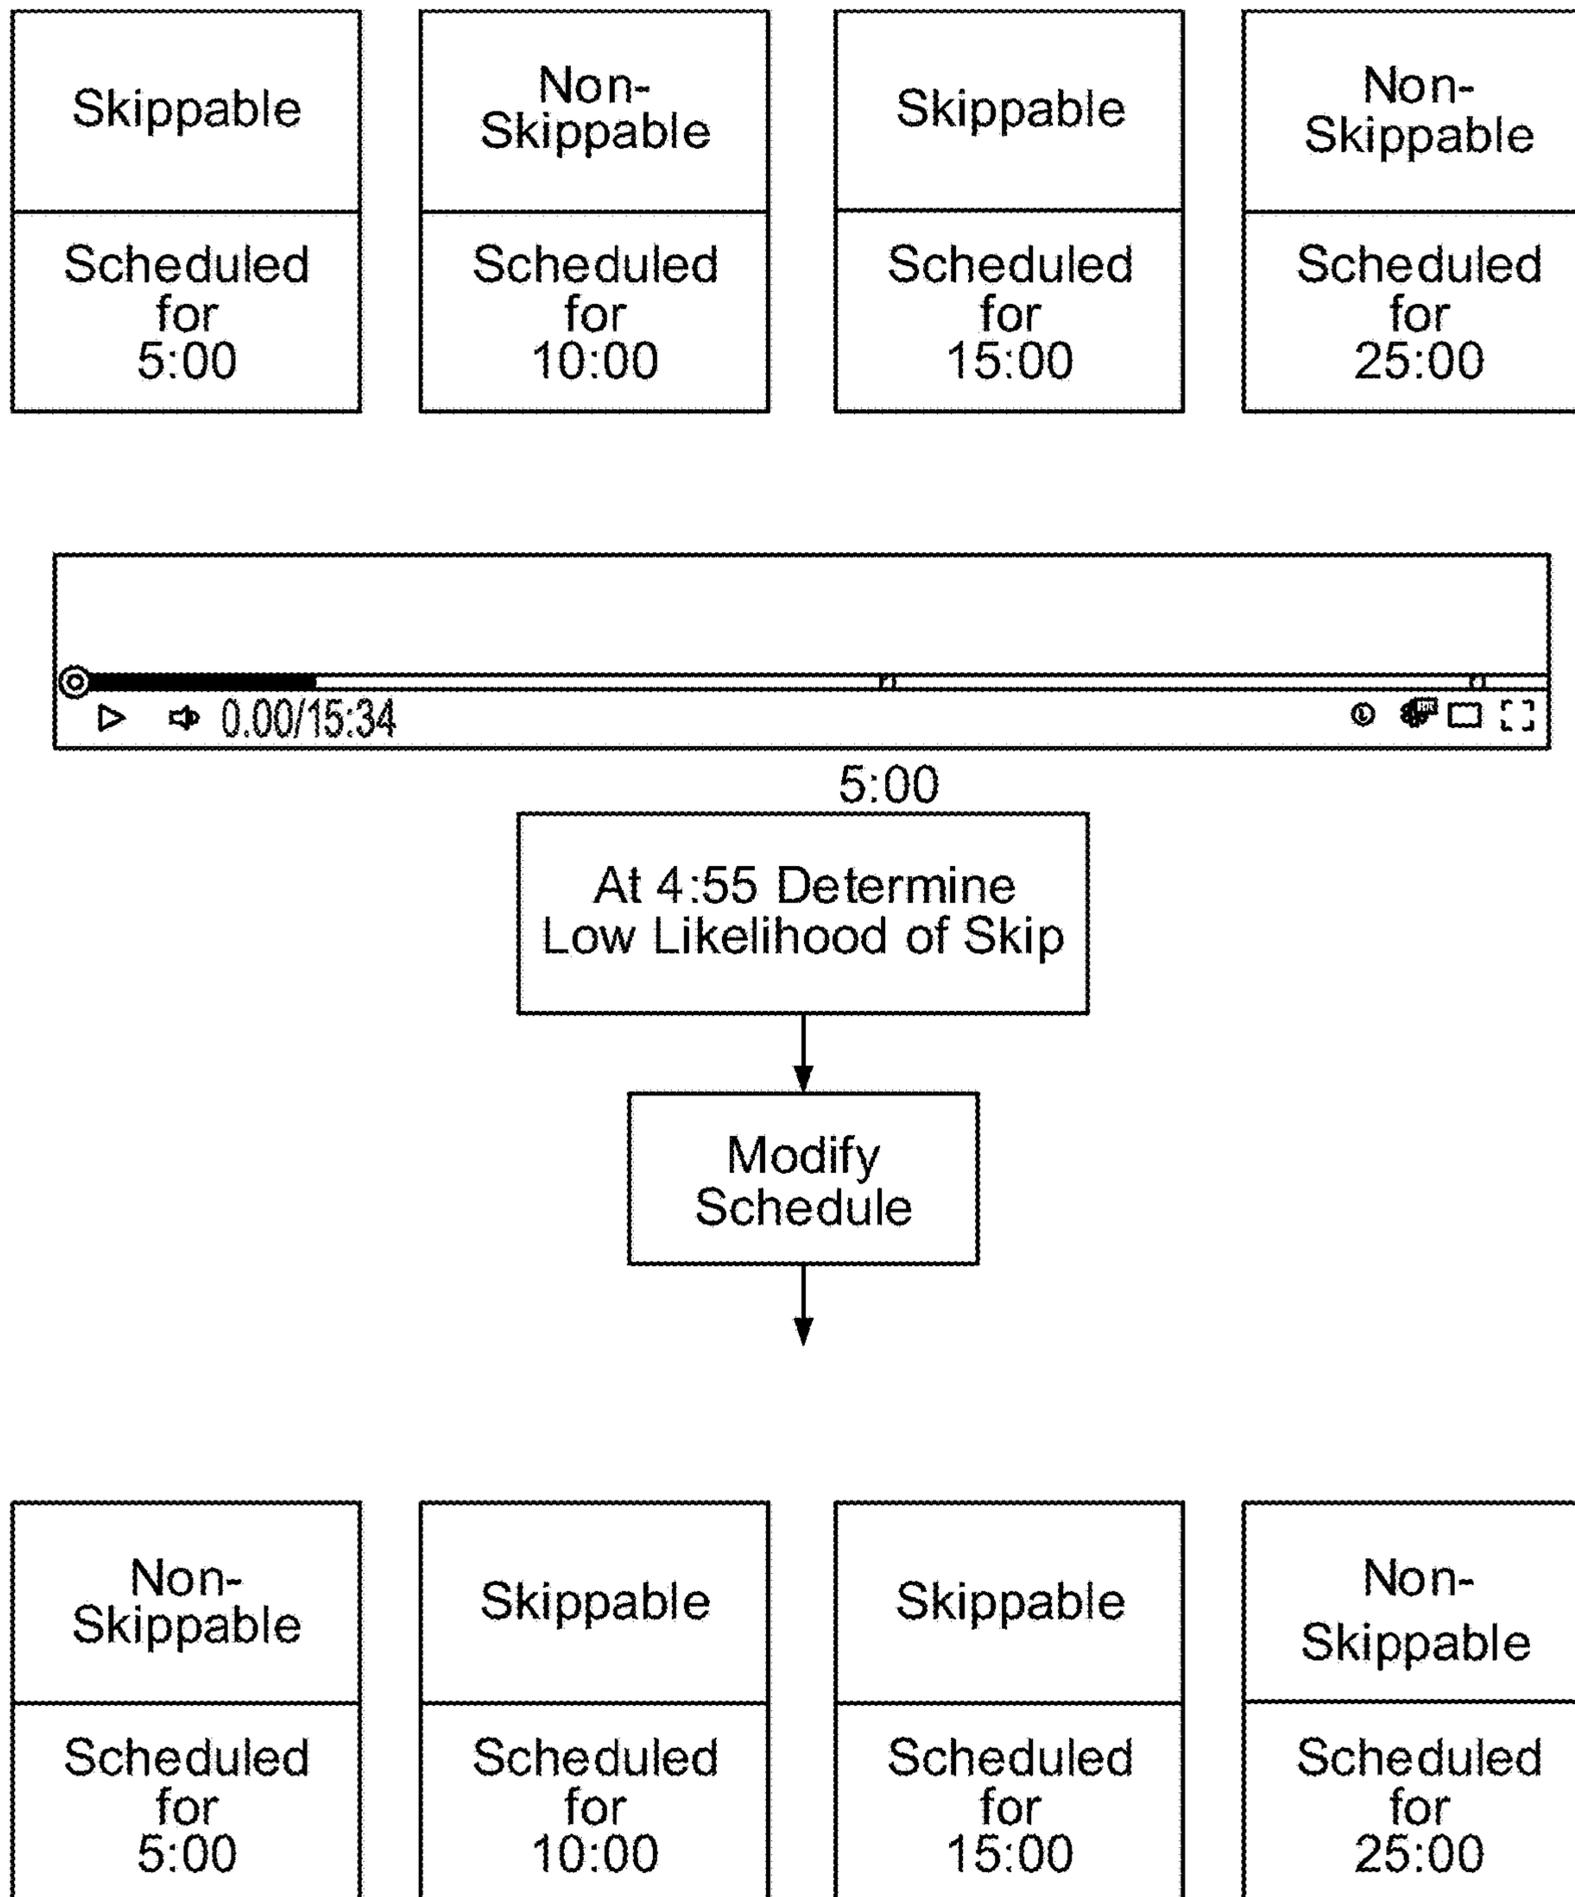 Skippable
Non-
Skippable
Skippable
Non-
Skippable
Scheduled
for
5:00
Scheduled
for
10:00
Scheduled
for
15:00
Scheduled
for
25:00
0.00/15:34
5:00
At 4:55 Determine
Low Likelihood of Skip
Modify
Schedule
Non-
Skippable
Skippable
Skippable
Non-
Skippable
Scheduled
for
5:00
Scheduled
for
10:00
Scheduled
for
15:00
Scheduled
for
25:00